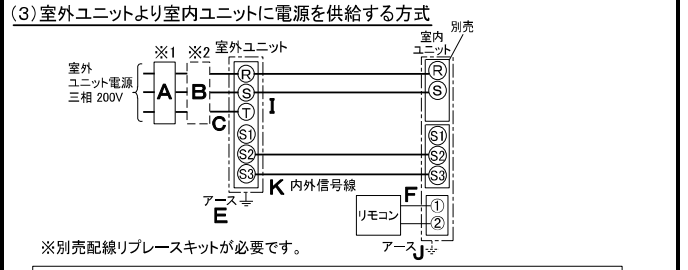 (3)室外ユニットより室内ユニットに電源を供給する方式
別売
※1 ※2 室外ユニット 室内
ユニット
室外
ユニット電源
三相 200V
A B C I
R S T S1 S2 S3
R S
S1 S2 S3
K 内外信号線
アース
E
F
リモコン
① ②
アース J
※別売配線リプレースキットが必要です。